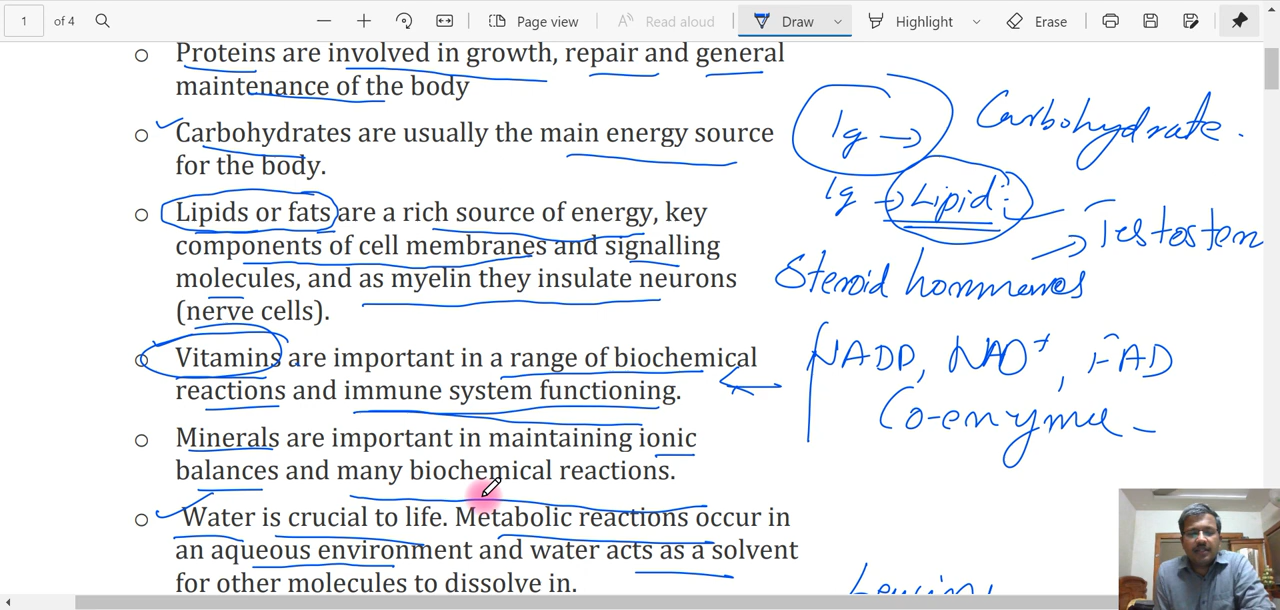 1 of 4 Page view Read aloud Draw Highlight Erase
Proteins are involved in growth, repair and general
maintenance of the body
Carbohydrates are usually the main energy source
for the body.
Lipids or fats are a rich source of energy, key
components of cell membranes and signalling
molecules, and as myelin they insulate neurons
(nerve cells).
Vitamins are important in a range of biochemical
reactions and immune system functioning.
Minerals are important in maintaining ionic
balances and many biochemical reactions.
Water is crucial to life. Metabolic reactions occur in
an aqueous environment and water acts as a solvent
for other molecules to dissolve in.
1g → Carbohydrate.
1g → Lipid:
→ Testosten
Steroid hormones
NADP, NAD+, FAD
Co-enzyme